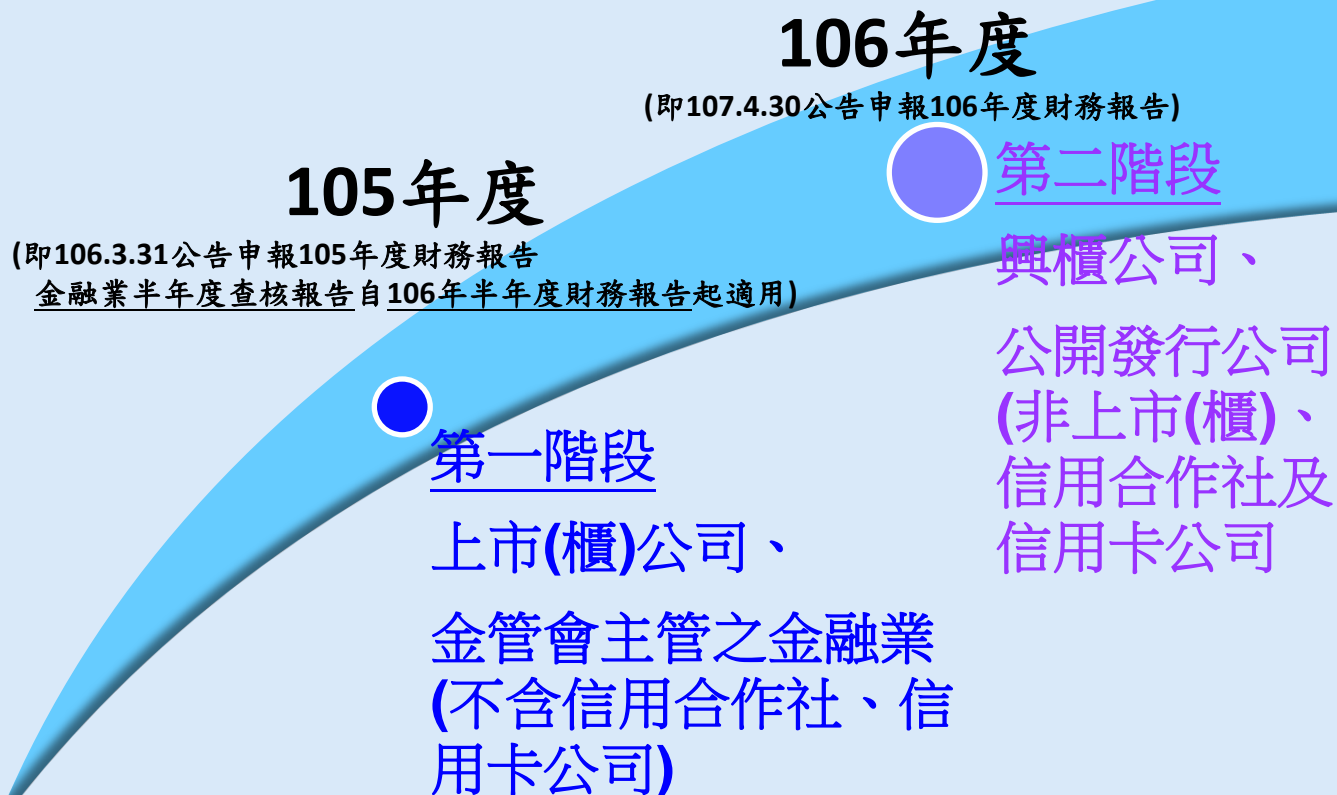 106年度
(即107.4.30公告申報106年度財務報告)
第二階段
興櫃公司、
公開發行公司
(非上市(櫃)、
信用合作社及
信用卡公司
105年度
(即106.3.31公告申報105年度財務報告
金融業半年度查核報告自106年半年度財務報告起適用)
第一階段
上市(櫃)公司、
金管會主管之金融業
(不含信用合作社、信
用卡公司)